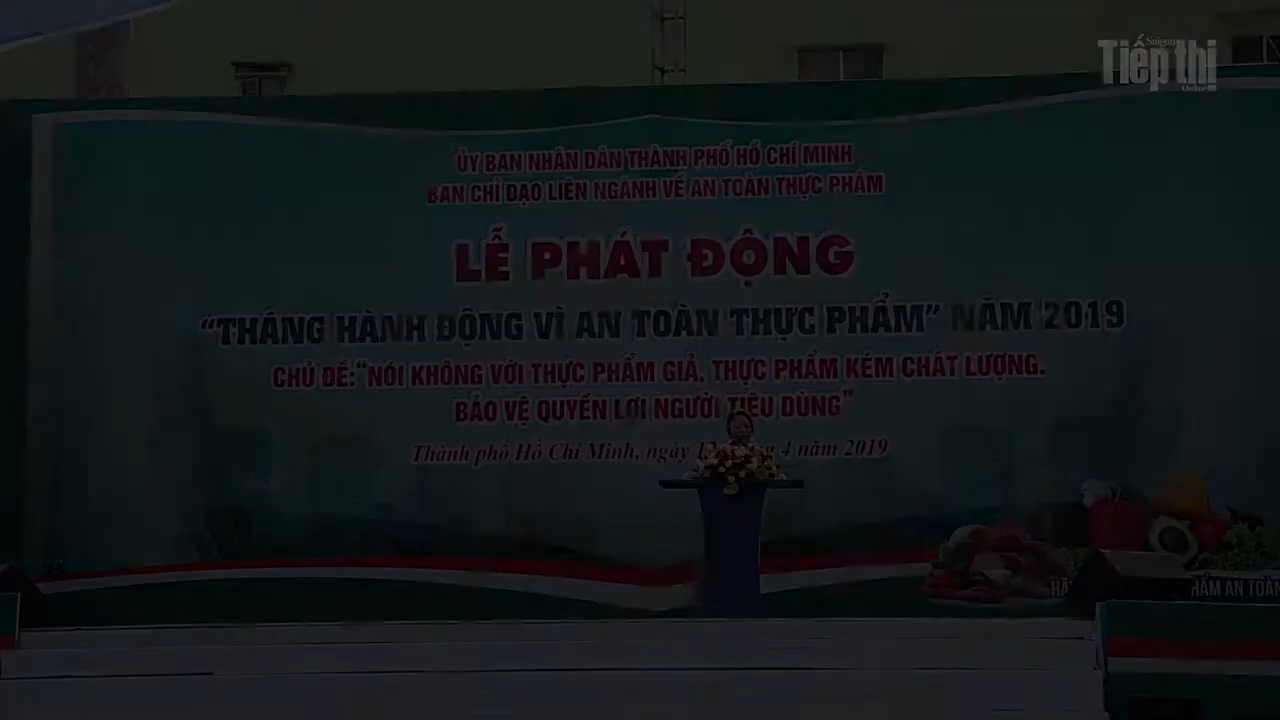 Saigon
Tiếp thị
Online
ỦY BAN NHÂN DÂN THÀNH PHỐ HỒ CHÍ MINH
BAN CHỈ ĐẠO LIÊN NGÀNH VỀ AN TOÀN THỰC PHẨM
LỄ PHÁT ĐỘNG
“THÁNG HÀNH ĐỘNG VÌ AN TOÀN THỰC PHẨM” NĂM 2019
CHỦ ĐỀ:“NÓI KHÔNG VỚI THỰC PHẨM GIẢ, THỰC PHẨM KÉM CHẤT LƯỢNG.
BẢO VỆ QUYỀN LỢI NGƯỜI TIÊU DÙNG”
Thành phố Hồ Chí Minh, ngày 4 năm 2019
AN TOÀN